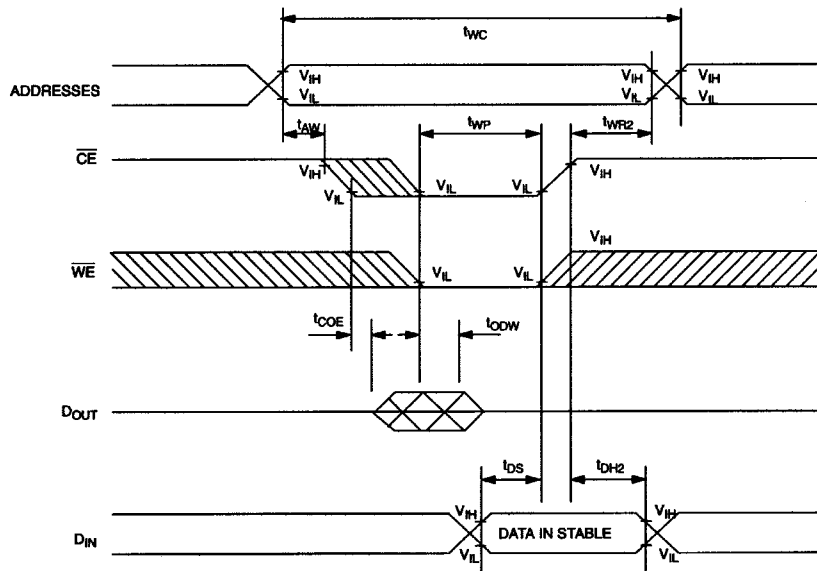 tWC
ADDRESSES
VIH VIH VIH
VIL VIL VIL
tAW tWP tWR2
CE
VIH VIH
VIL VIL VIL
VIH
WE
VIL VIL
tCOE tODW
DOUT
tDS tDH2
VIH VIH
DIN DATA IN STABLE
VIL VIL